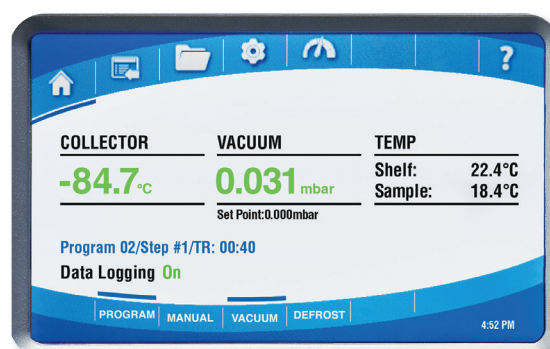 ?
COLLECTOR
-84.7°C
VACUUM
0.031 mbar
Set Point:0.000mbar
TEMP
Shelf: 22.4°C
Sample: 18.4°C
Program 02/Step #1/TR: 00:40
Data Logging On
PROGRAM
MANUAL
VACUUM
DEFROST
4:52 PM